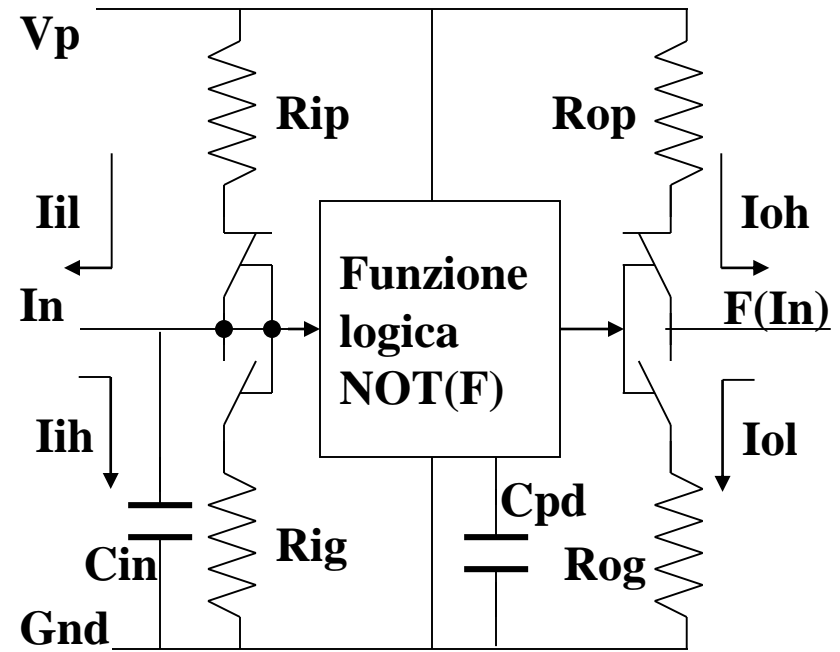 Vp
Rip
Rop
Iil
Ioh
In
Funzione
logica
NOT(F)
F(In)
Iih
Iol
Cpd
Cin
Rig
Rog
Gnd